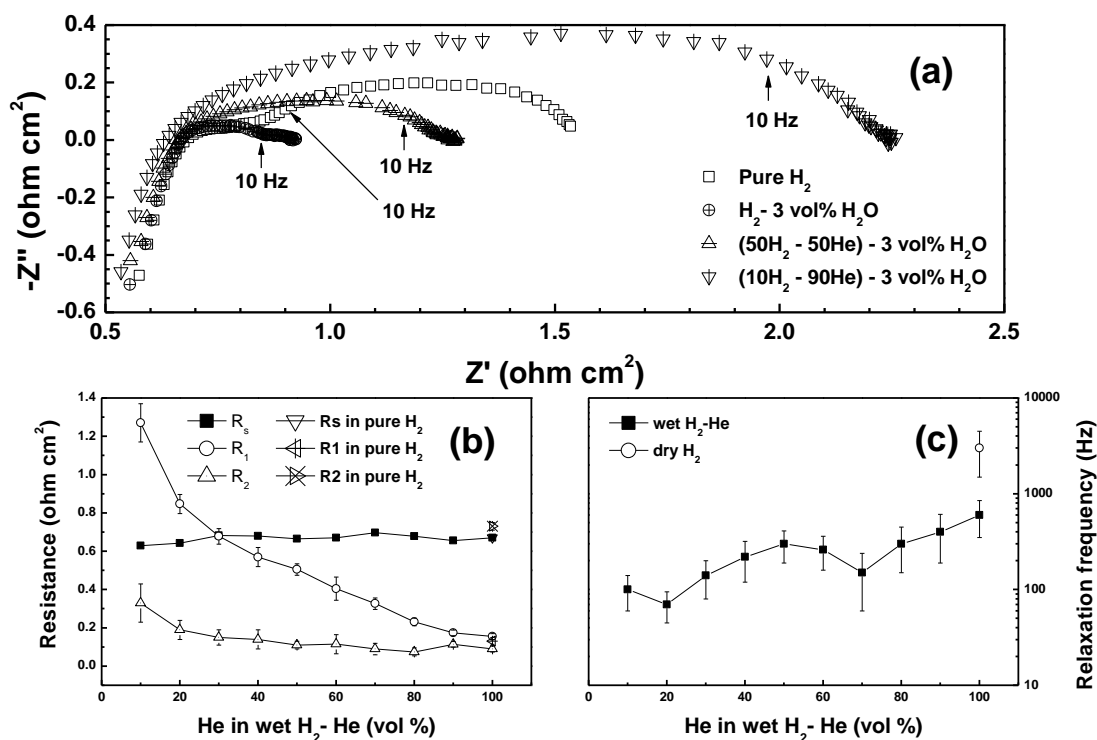 (a)
0.4
0.2
0.0
-0.2
-0.4
-0.6
-Z'' (ohm cm²)
10 Hz
10 Hz
10 Hz
10 Hz
Pure H₂
H₂- 3 vol% H₂O
(50H₂ - 50He) - 3 vol% H₂O
(10H₂ - 90He) - 3 vol% H₂O
0.5
1.0
1.5
2.0
2.5
Z' (ohm cm²)
1.4
1.2
1.0
0.8
0.6
0.4
0.2
0.0
Resistance (ohm cm²)
Rₛ
R₁
R₂
Rs in pure H₂
R1 in pure H₂
R2 in pure H₂
(b)
0
20
40
60
80
100
He in wet H₂- He (vol %)
wet H₂-He
dry H₂
(c)
10000
1000
100
10
Relaxation frequency (Hz)
0
20
40
60
80
100
He in wet H₂- He (vol %)